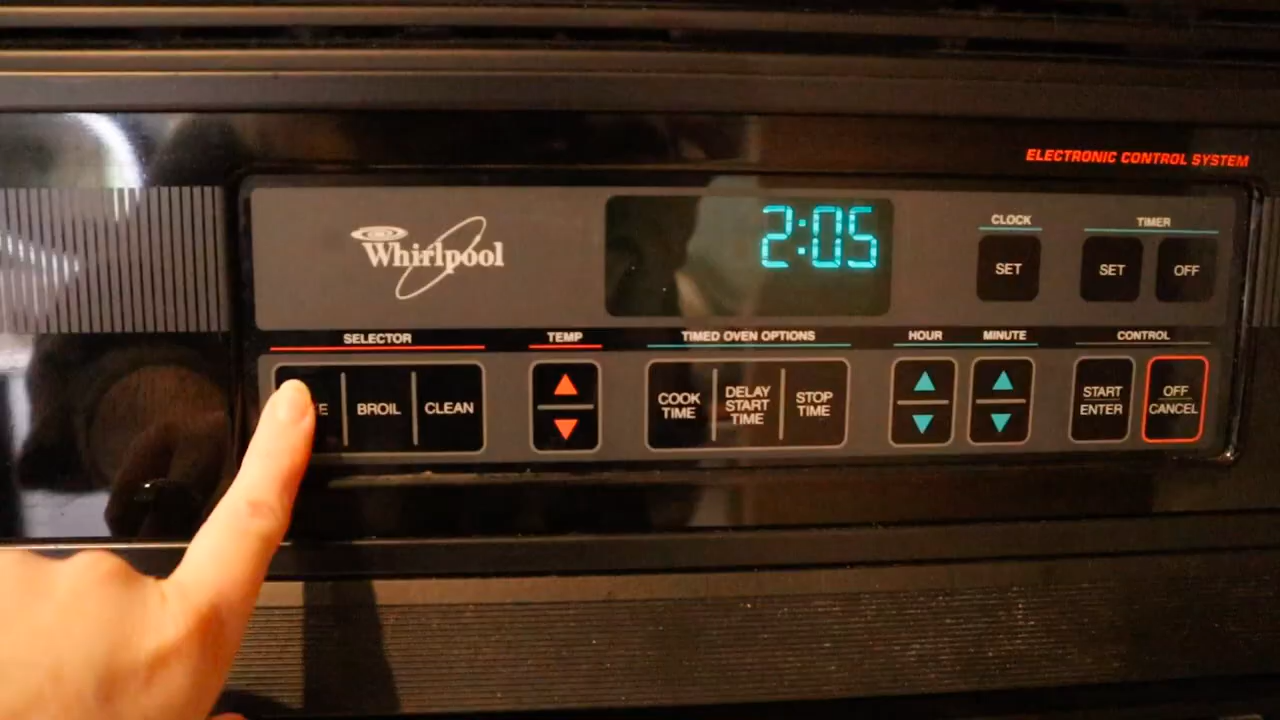 ELECTRONIC CONTROL SYSTEM
Whirlpool
2:05
CLOCK
TIMER
SET
SET
OFF
SELECTOR
TEMP
TIMED OVEN OPTIONS
HOUR
MINUTE
CONTROL
BROIL
CLEAN
COOK
TIME
DELAY
START
TIME
STOP
TIME
START
ENTER
OFF
CANCEL